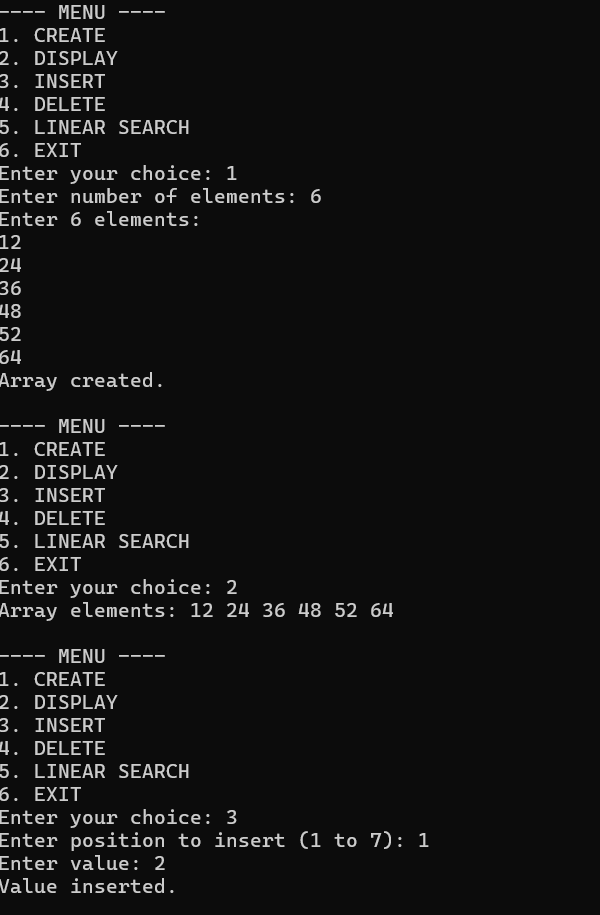 ---- MENU ----
1. CREATE
2. DISPLAY
3. INSERT
4. DELETE
5. LINEAR SEARCH
6. EXIT
Enter your choice: 1
Enter number of elements: 6
Enter 6 elements:
12
24
36
48
52
64
Array created.

---- MENU ----
1. CREATE
2. DISPLAY
3. INSERT
4. DELETE
5. LINEAR SEARCH
6. EXIT
Enter your choice: 2
Array elements: 12 24 36 48 52 64

---- MENU ----
1. CREATE
2. DISPLAY
3. INSERT
4. DELETE
5. LINEAR SEARCH
6. EXIT
Enter your choice: 3
Enter position to insert (1 to 7): 1
Enter value: 2
Value inserted.